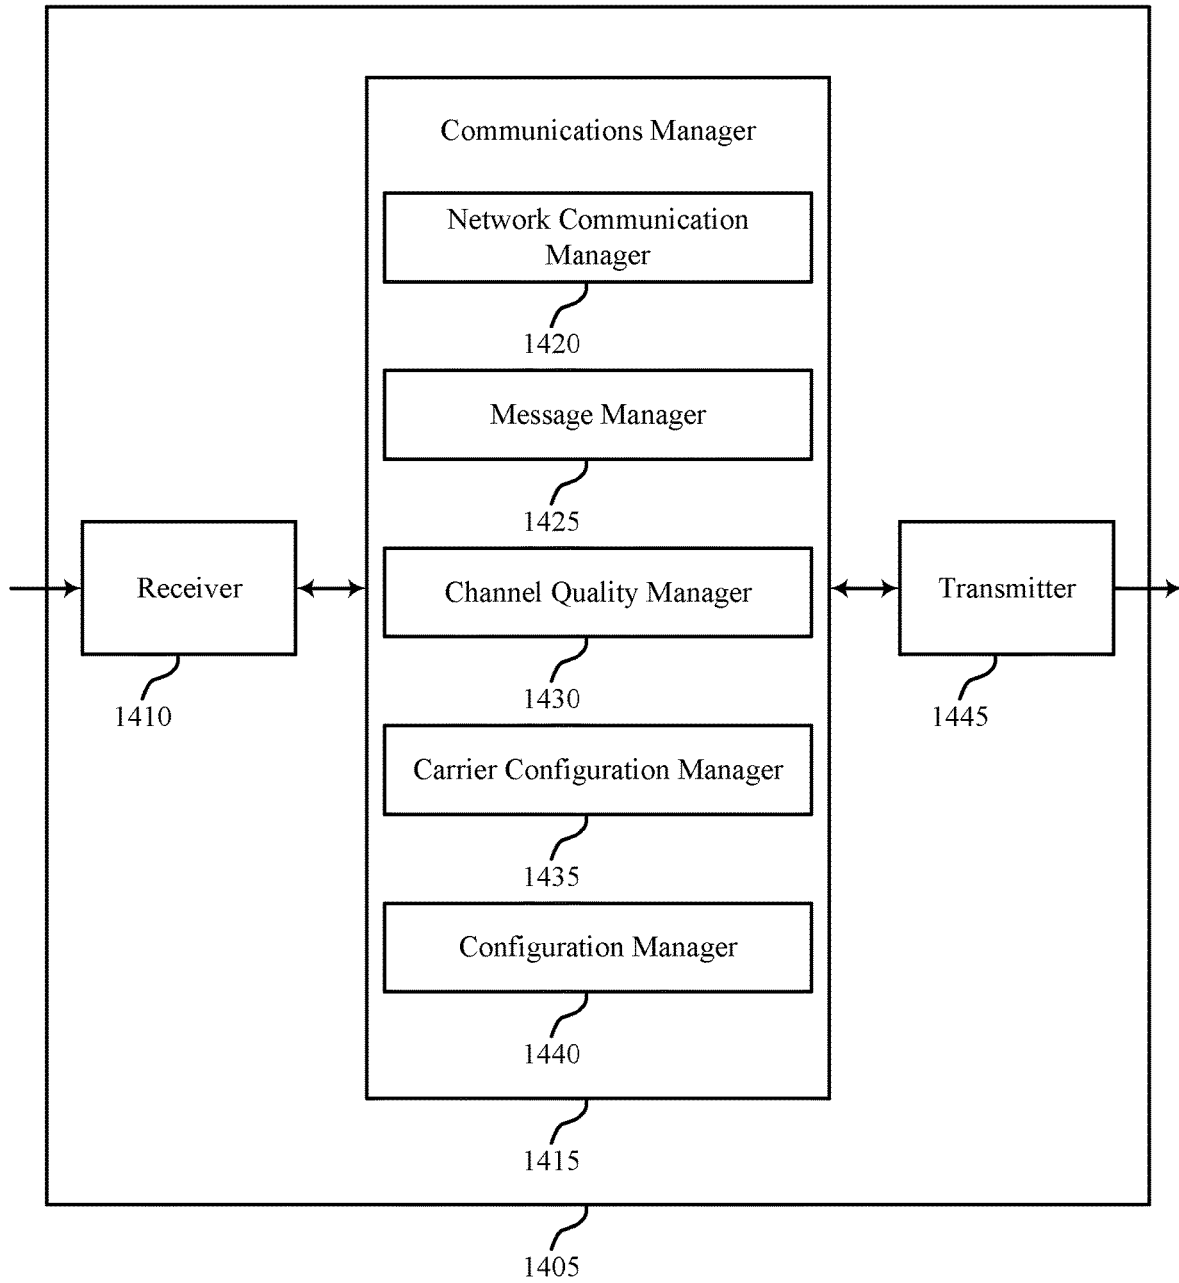 Communications Manager
Network Communication
Manager
1420
Message Manager
1425
Receiver
1410
Channel Quality Manager
1430
Transmitter
1445
Carrier Configuration Manager
1435
Configuration Manager
1440
1415
1405